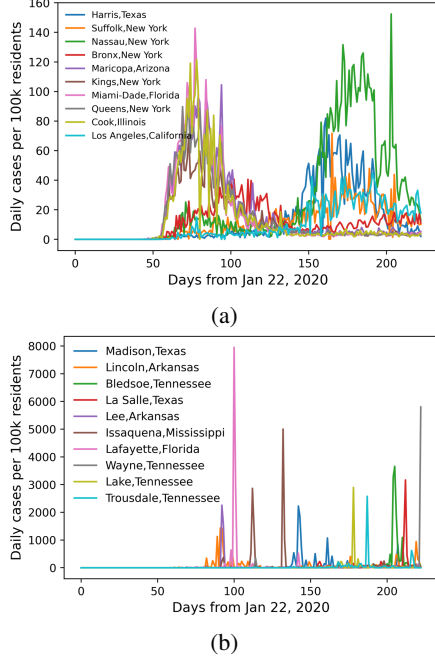 160
140
120
100
80
60
40
20
0
Daily cases per 100k residents
Harris,Texas
Suffolk,New York
Nassau,New York
Bronx,New York
Maricopa,Arizona
Kings,New York
Miami-Dade,Florida
Queens,New York
Cook,Illinois
Los Angeles,California
0 50 100 150 200
Days from Jan 22, 2020
(a)
8000
7000
6000
5000
4000
3000
2000
1000
0
Daily cases per 100k residents
Madison,Texas
Lincoln,Arkansas
Bledsoe,Tennessee
La Salle,Texas
Lee,Arkansas
Issaquena,Mississippi
Lafayette,Florida
Wayne,Tennessee
Lake,Tennessee
Trousdale,Tennessee
0 50 100 150 200
Days from Jan 22, 2020
(b)